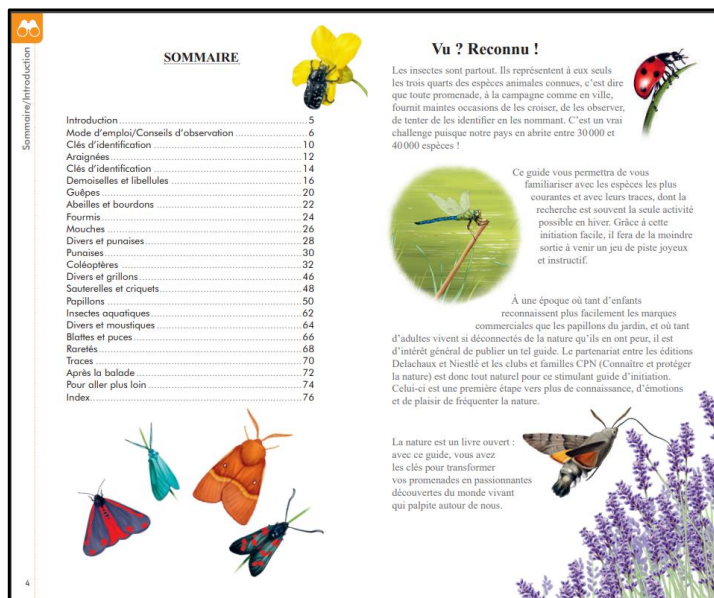 Sommaire/Introduction
SOMMAIRE
Introduction 5
Mode d'emploi/Conseils d'observation 6
Clés d'identification 10
Araignées 12
Clés d'identification 14
Demoiselles et libellules 16
Guêpes 20
Abeilles et bourdons 22
Fourmis 24
Mouches 26
Divers et punaises 28
Punaises 30
Coléoptères 32
Divers et grillons 46
Sauterelles et criquets 48
Papillons 50
Insectes aquatiques 62
Divers et moustiques 64
Blattes et puces 66
Raretés 68
Traces 70
Après la balade 72
Pour aller plus loin 74
Index 76
4
Vu ? Reconnu !
Les insectes sont partout. Ils représentent à eux seuls
les trois quarts des espèces animales connues, c'est dire
que toute promenade, à la campagne comme en ville,
fournit maintes occasions de les croiser, de les observer,
de tenter de les identifier en les nommant. C'est un vrai
challenge puisque notre pays en abrite entre 30 000 et
40 000 espèces !
Ce guide vous permettra de vous
familiariser avec les espèces les plus
courantes et avec leurs traces, dont la
recherche est souvent la seule activité
possible en hiver. Grâce à cette
initiation facile, il fera de la moindre
sortie à venir un jeu de piste joyeux
et instructif.
À une époque où tant d'enfants
reconnaissent plus facilement les marques
commerciales que les papillons du jardin, et où tant
d'adultes vivent si déconnectés de la nature qu'ils en ont peur, il est
d'intérêt général de publier un tel guide. Le partenariat entre les éditions
Delachaux et Niestlé et les clubs et familles CPN (Connaître et protéger
la nature) est donc tout naturel pour ce stimulant guide d'initiation.
Celui-ci est une première étape vers plus de connaissance, d'émotions
et de plaisir de fréquenter la nature.
La nature est un livre ouvert :
avec ce guide, vous avez
les clés pour transformer
vos promenades en passionnantes
découvertes du monde vivant
qui palpite autour de nous.